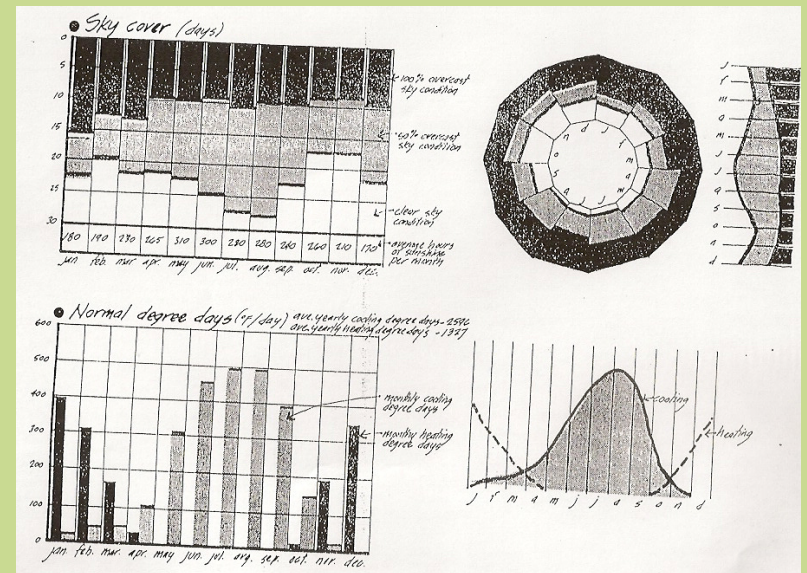 Sky cover (days)
0
5
10
15
20
25
30
100% overcast
sky condition
50% overcast
sky condition
clear sky
condition
180 190 230 265 310 300 280 280 260 260 210 170
average hours
of sunshine
per month
jan feb. mar apr. may jun. jul. aug. sep. oct. nov. dec.
j
f
m
a
m
j
j
a
s
o
n
d
j
f
m
a
m
j
j
a
s
o
n
d
Normal degree days (°F/day)
ave. yearly cooling degree days - 2506
ave. yearly heating degree days - 1327
600
500
400
300
200
100
0
monthly cooling
degree days
monthly heating
degree days
jan. feb. mar. apr. may jun. jul. aug. sep. oct. nov. dec.
cooling
heating
j f m a m j j a s o n d